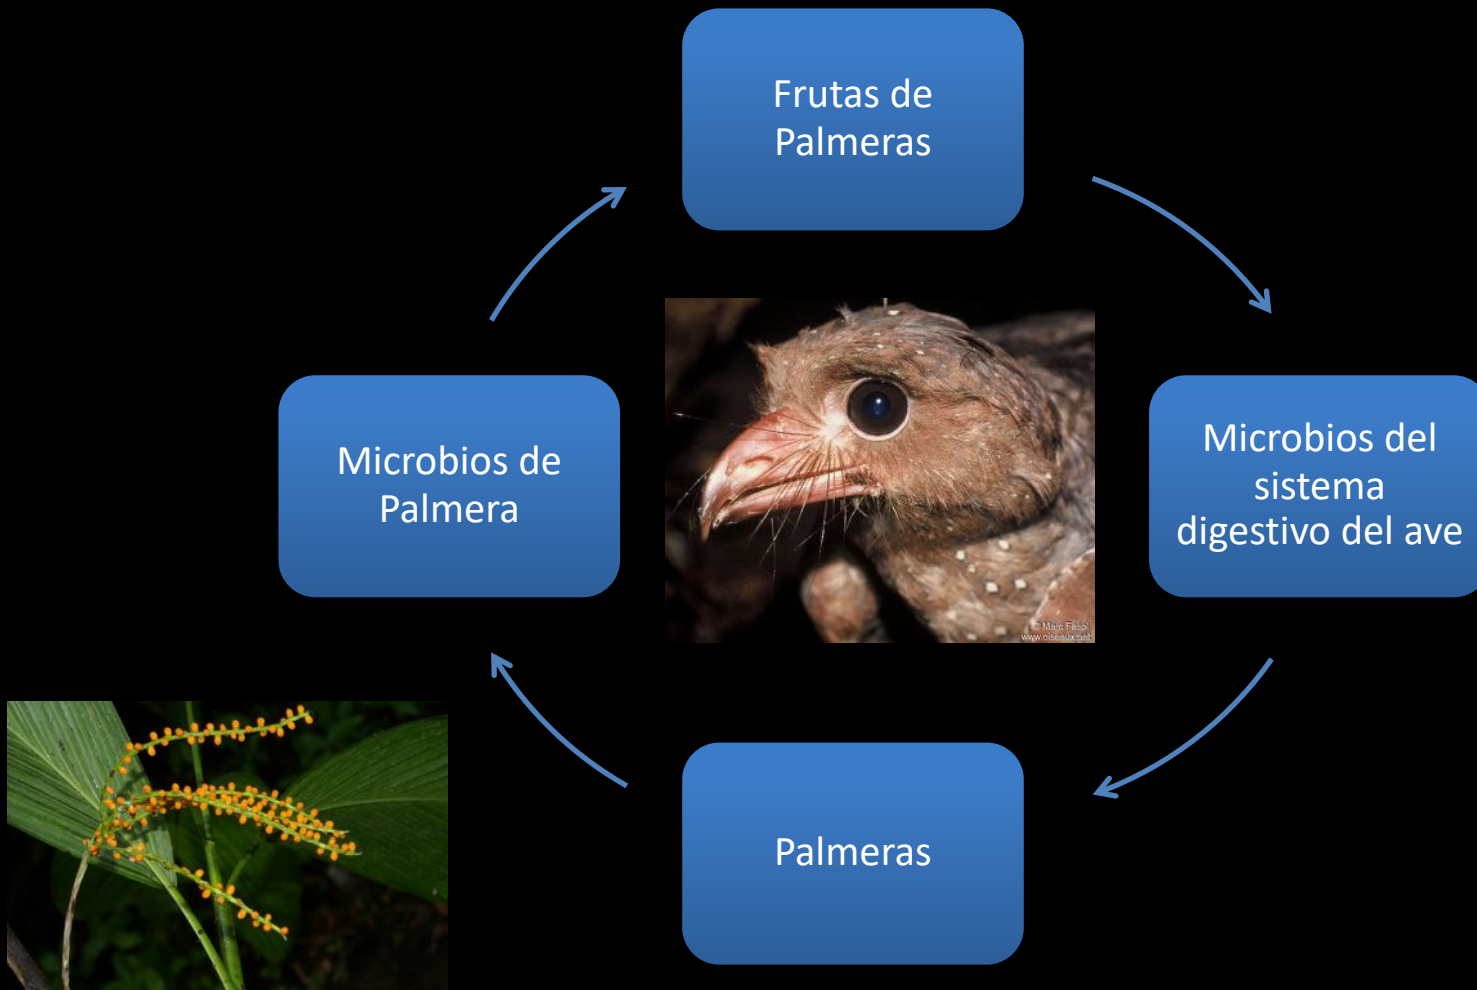 Frutas de
Palmeras
Microbios de
Palmera
Microbios del
sistema
digestivo del ave
© Marc Fasol
www.oiseaux.net
Palmeras